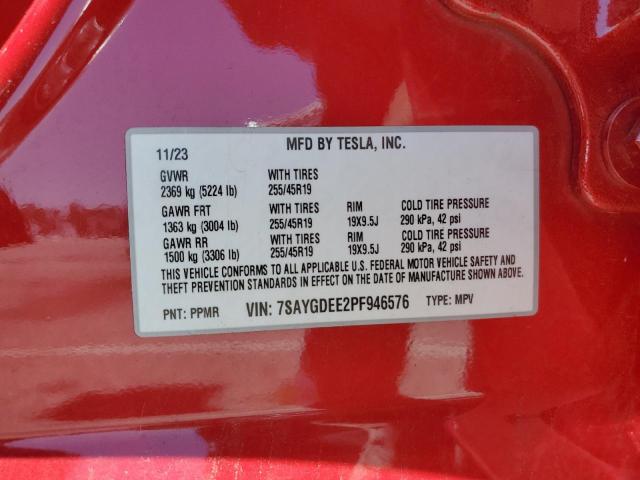 MFD BY TESLA, INC.
11/23
GVWR WITH TIRES
2369 kg (5224 lb) 255/45R19
GAWR FRT WITH TIRES RIM COLD TIRE PRESSURE
1363 kg (3004 lb) 255/45R19 19X9.5J 290 kPa, 42 psi
GAWR RR WITH TIRES RIM COLD TIRE PRESSURE
1500 kg (3306 lb) 255/45R19 19X9.5J 290 kPa, 42 psi
THIS VEHICLE CONFORMS TO ALL APPLICABLE U.S. FEDERAL MOTOR VEHICLE SAFETY AND
THEFT PREVENTION STANDARDS IN EFFECT ON THE DATE OF MANUFACTURE SHOWN ABOVE.
PNT: PPMR VIN: 7SAYGDEE2PF946576 TYPE: MPV